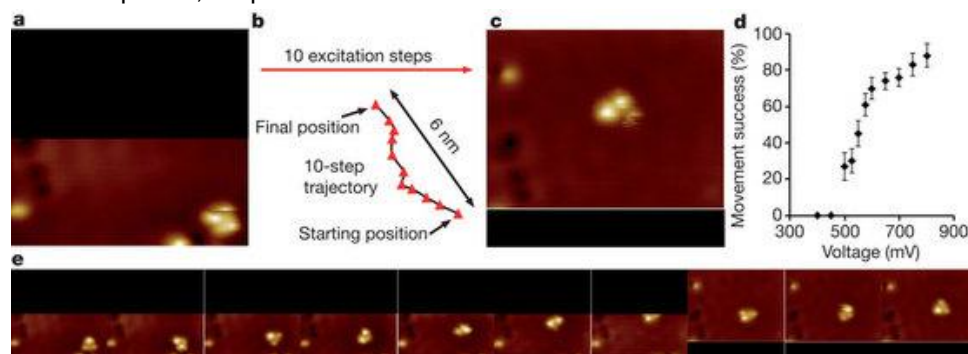 a
b
c
d
10 excitation steps
Final position
6 nm
10-step
trajectory
Starting position
Movement success (%)
100
80
60
40
20
0
300
500
700
900
Voltage (mV)
e